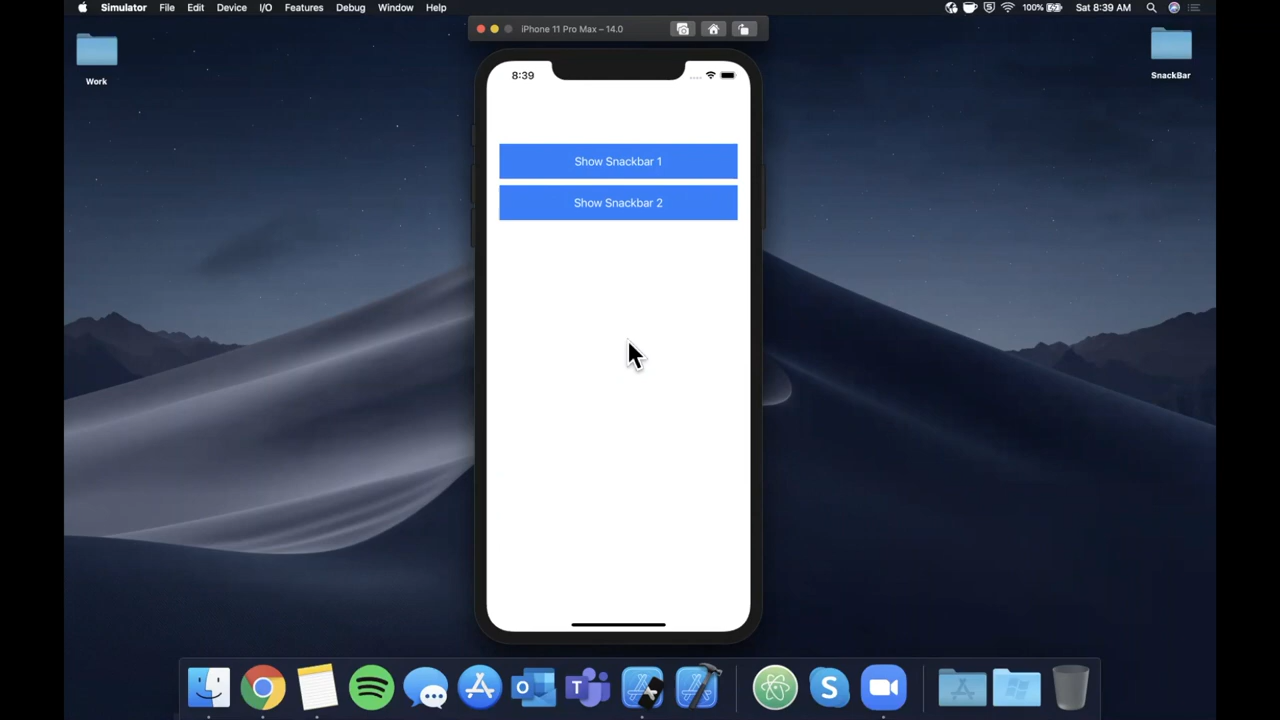 Simulator File Edit Device I/O Features Debug Window Help
100% Sat 8:39 AM
iPhone 11 Pro Max – 14.0
Work
SnackBar
8:39
Show Snackbar 1
Show Snackbar 2